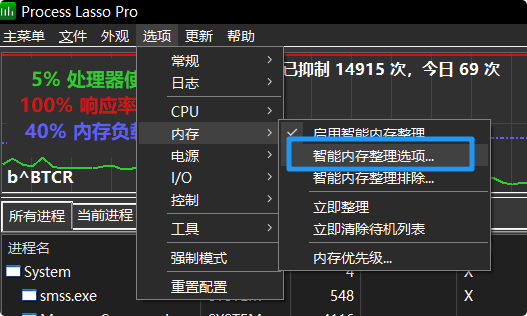 Process Lasso Pro
主菜单 文件 外观 选项 更新 帮助
5% 处理器使
已抑制 14915 次，今日 69 次
100% 响应率
40% 内存负载
b^BTCR
常规
日志
CPU
内存
电源
I/O
控制
工具
强制模式
重置配置
启用智能内存整理
智能内存整理选项...
智能内存整理排除...
立即整理
立即清除待机列表
内存优先级...
所有进程 当前进程
进程名
System 4 X
smss.exe 548 X